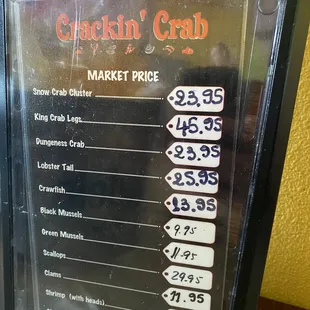 Crackin' Crab
MARKET PRICE
Snow Crab Cluster 23.95
King Crab Legs 45.95
Dungeness Crab 23.95
Lobster Tail 25.95
Crawfish 13.95
Black Mussels 9.95
Green Mussels 11.95
Scallops 29.95
Clams 11.95
Shrimp (with heads)